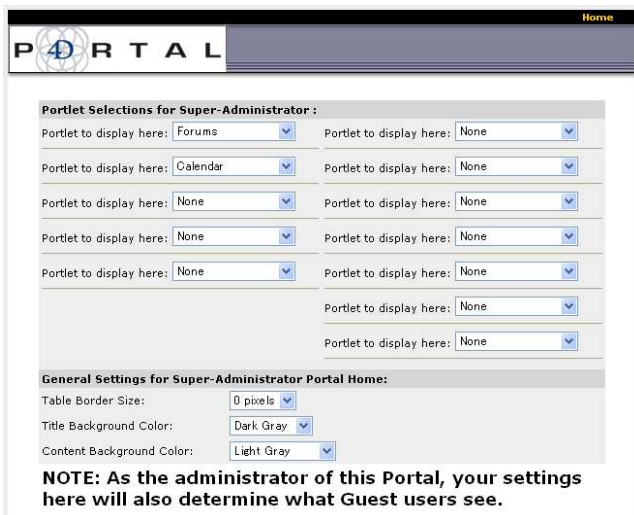 Home
P4DRTAL
Portlet Selections for Super-Administrator :
Portlet to display here: Forums Portlet to display here: None
Portlet to display here: Calendar Portlet to display here: None
Portlet to display here: None Portlet to display here: None
Portlet to display here: None Portlet to display here: None
Portlet to display here: None Portlet to display here: None
Portlet to display here: None
Portlet to display here: None
General Settings for Super-Administrator Portal Home:
Table Border Size: 0 pixels
Title Background Color: Dark Gray
Content Background Color: Light Gray
NOTE: As the administrator of this Portal, your settings
here will also determine what Guest users see.